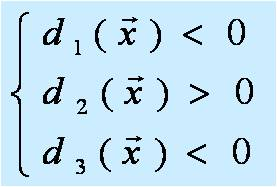 d₁(x⃗) < 0
d₂(x⃗) > 0
d₃(x⃗) < 0